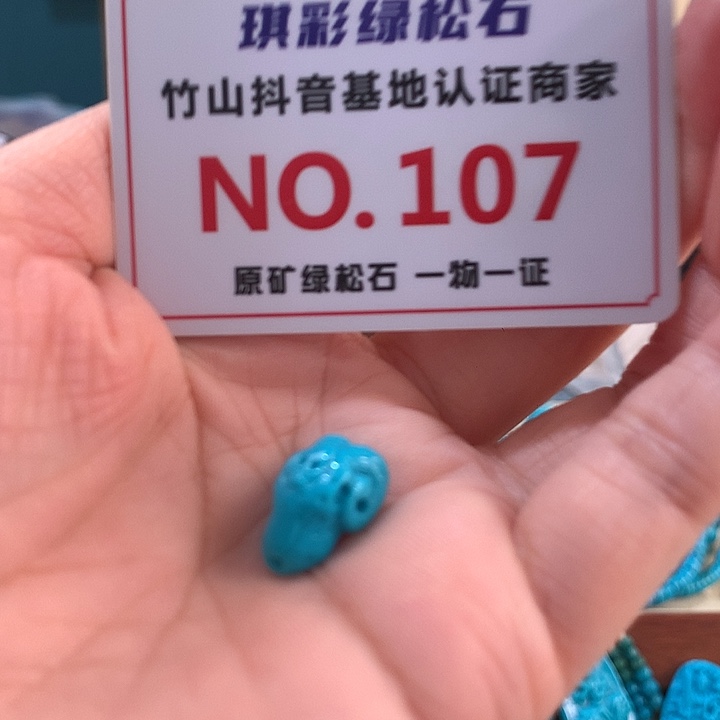 琪彩绿松石
竹山抖音基地认证商家
NO.107
原矿绿松石 一物一证